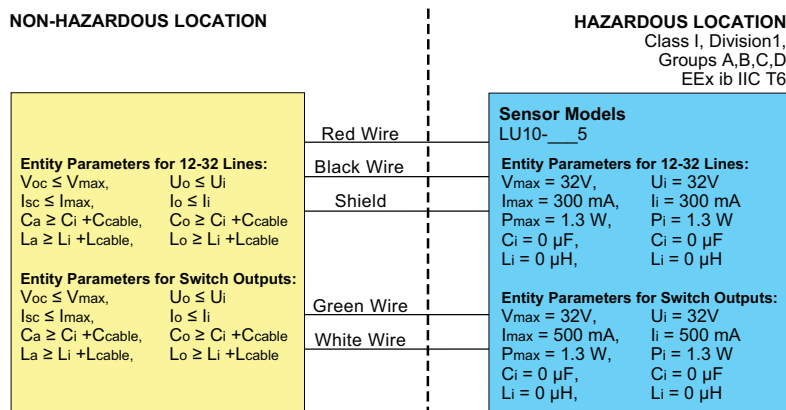 NON-HAZARDOUS LOCATION
HAZARDOUS LOCATION
Class I, Division1,
Groups A,B,C,D
EEx ib IIC T6
Entity Parameters for 12-32 Lines:
Voc ≤ Vmax, Uo ≤ Ui
Isc ≤ Imax, Io ≤ Ii
Ca ≥ Ci +Ccable, Co ≥ Ci +Ccable
La ≥ Li +Lcable, Lo ≥ Li +Lcable
Entity Parameters for Switch Outputs:
Voc ≤ Vmax, Uo ≤ Ui
Isc ≤ Imax, Io ≤ Ii
Ca ≥ Ci +Ccable, Co ≥ Ci +Ccable
La ≥ Li +Lcable, Lo ≥ Li +Lcable
Red Wire
Black Wire
Shield
Green Wire
White Wire
Sensor Models
LU10-___5
Entity Parameters for 12-32 Lines:
Vmax = 32V, Ui = 32V
Imax = 300 mA, Ii = 300 mA
Pmax = 1.3 W, Pi = 1.3 W
Ci = 0 µF, Ci = 0 µF
Li = 0 µH, Li = 0 µH
Entity Parameters for Switch Outputs:
Vmax = 32V, Ui = 32V
Imax = 500 mA, Ii = 500 mA
Pmax = 1.3 W, Pi = 1.3 W
Ci = 0 µF, Ci = 0 µF
Li = 0 µH, Li = 0 µH